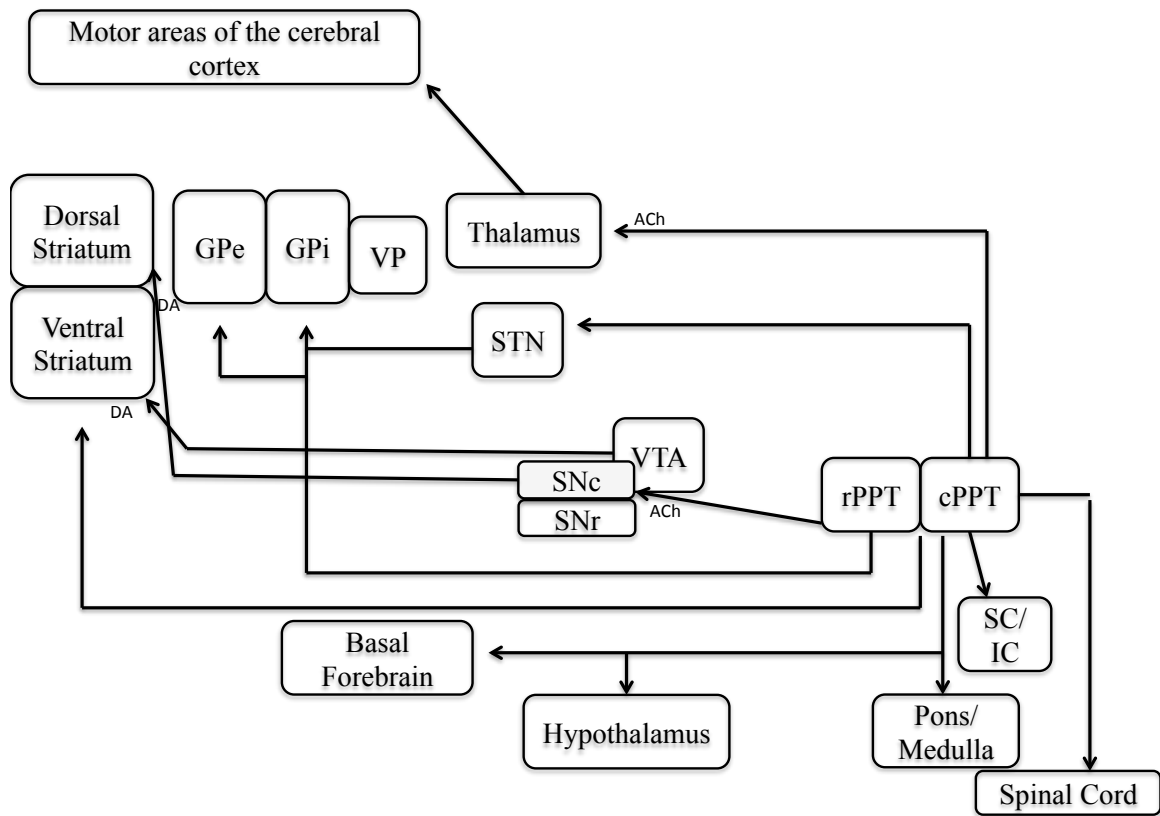 Motor areas of the cerebral
cortex
Dorsal
Striatum
GPe
GPi
VP
Thalamus
ACh
DA
Ventral
Striatum
STN
DA
VTA
SNc
SNr
ACh
rPPT
cPPT
SC/
IC
Basal
Forebrain
Hypothalamus
Pons/
Medulla
Spinal Cord